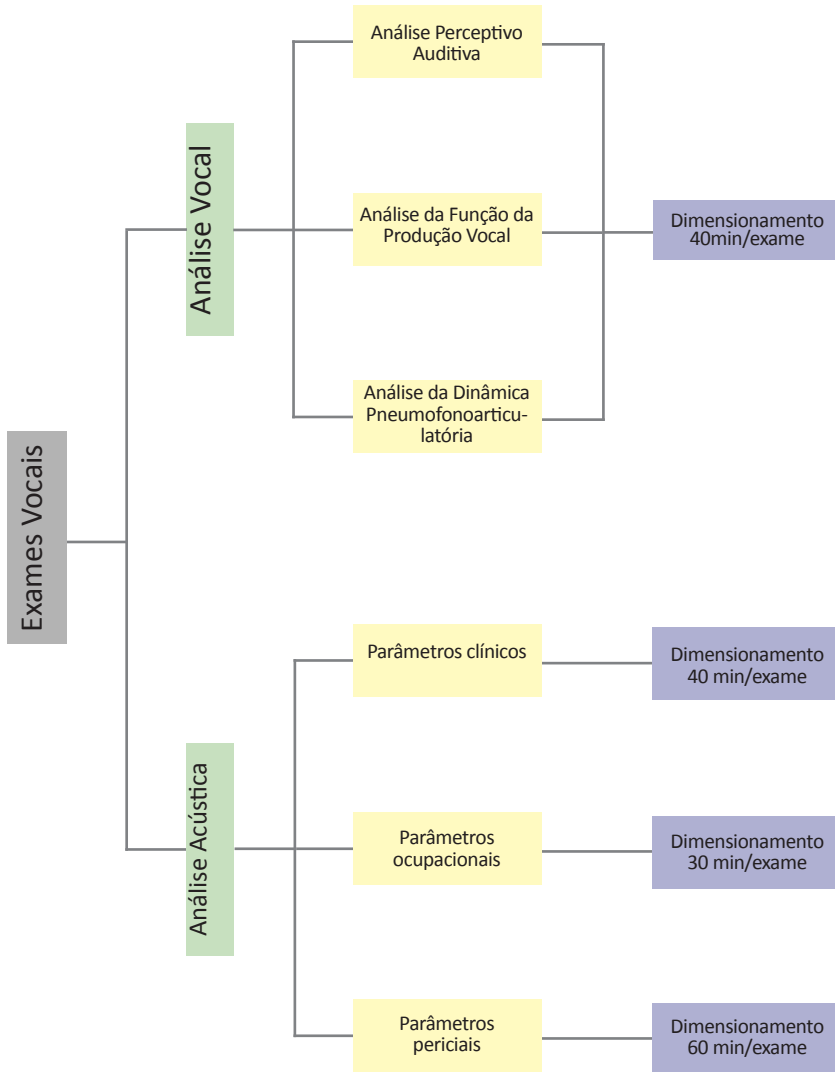 Exames Vocais
Análise Vocal
Análise Perceptivo
Auditiva
Análise da Função da
Produção Vocal
Análise da Dinâmica
Pneumofonoarticu-
latória
Dimensionamento
40min/exame
Análise Acústica
Parâmetros clínicos
Dimensionamento
40 min/exame
Parâmetros
ocupacionais
Dimensionamento
30 min/exame
Parâmetros
periciais
Dimensionamento
60 min/exame